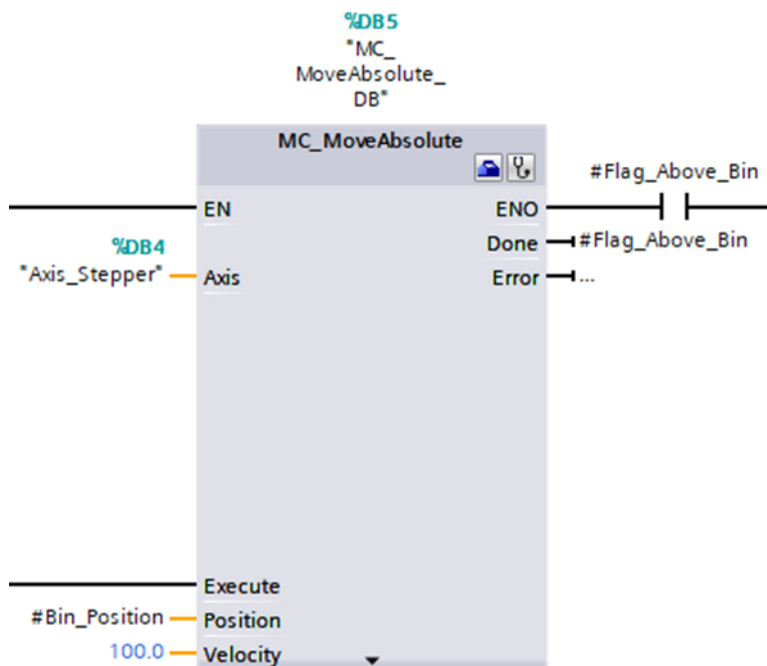 %DB5
"MC_
MoveAbsolute_
DB"
MC_MoveAbsolute
#Flag_Above_Bin
EN
ENO
%DB4
Done
#Flag_Above_Bin
"Axis_Stepper"
Axis
Error
...
Execute
#Bin_Position
Position
100.0
Velocity